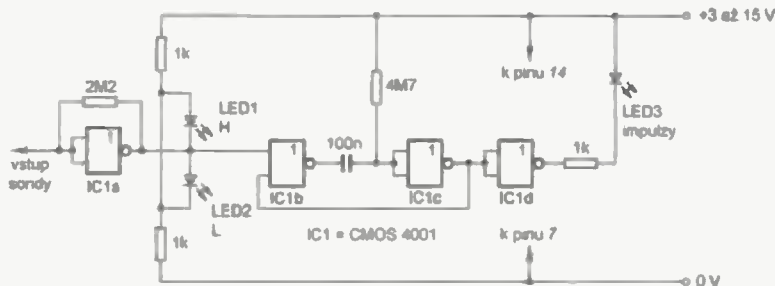 +3 až 15 V
1k
2M2
LED1
H
k pinu 14
4M7
LED3
impulzy
1
100n
1
1
1
vstup
sondy
IC1a
1k
LED2
L
IC1b
IC1c
IC1d
1k
IC1 = CMOS 4001
k pinu 7
0 V